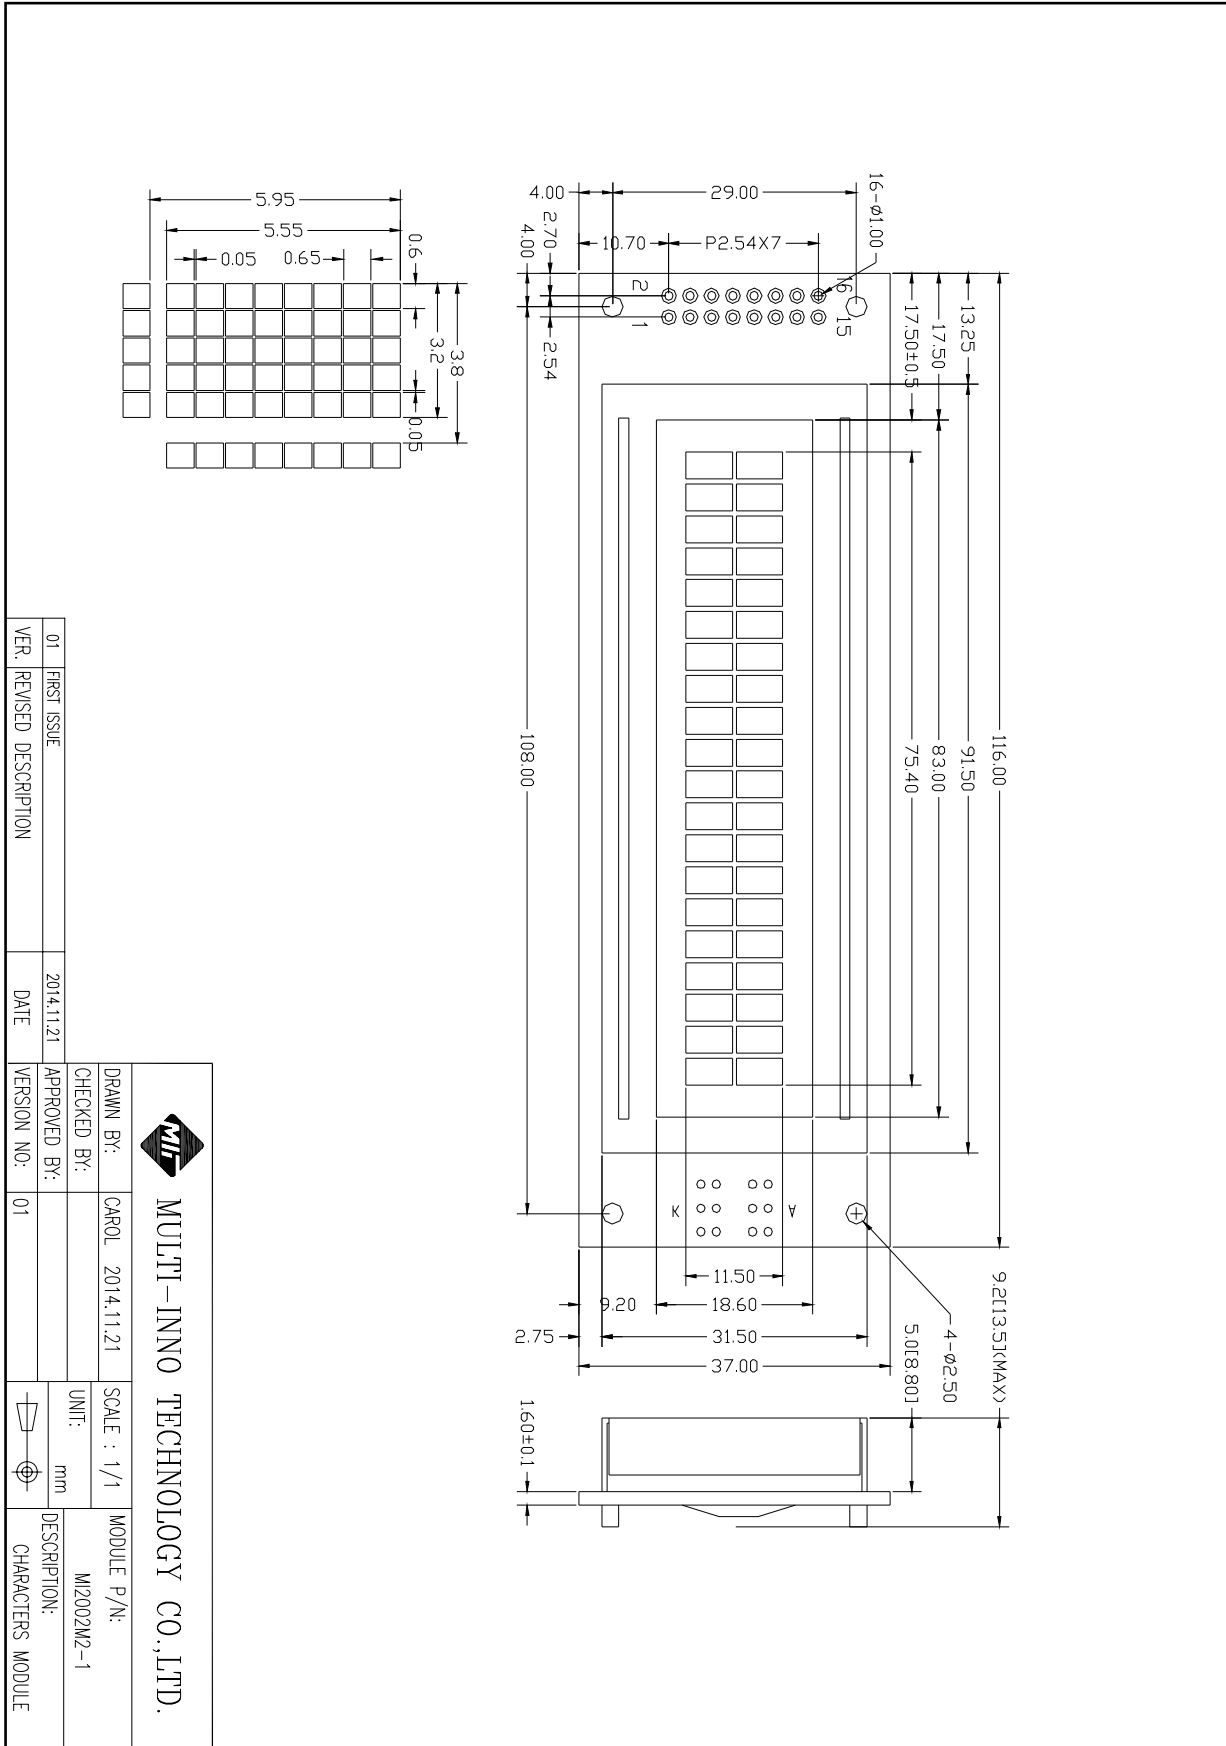 116.00
13.25
91.50
17.50
83.00
17.50±0.5
75.40
16-Ø1.00
16
15
2
1
29.00
4.00
P2.54X7
10.70
2.70
4.00
2.54
108.00
A
K
4-Ø2.50
11.50
18.60
9.20
31.50
2.75
37.00
9.2[13.5](MAX)
5.0[8.80]
1.60±0.1
5.95
5.55
0.05
0.65
0.6
3.8
3.2
0.05
MIT
MULTI-INNO TECHNOLOGY CO.,LTD.
DRAWN BY:
CAROL 2014.11.21
SCALE : 1/1
MODULE P/N:
MI2002M2-1
CHECKED BY:
UNIT:
mm
APPROVED BY:
DESCRIPTION:
CHARACTERS MODULE
VERSION NO:
01
01
FIRST ISSUE
2014.11.21
VER.
REVISED DESCRIPTION
DATE